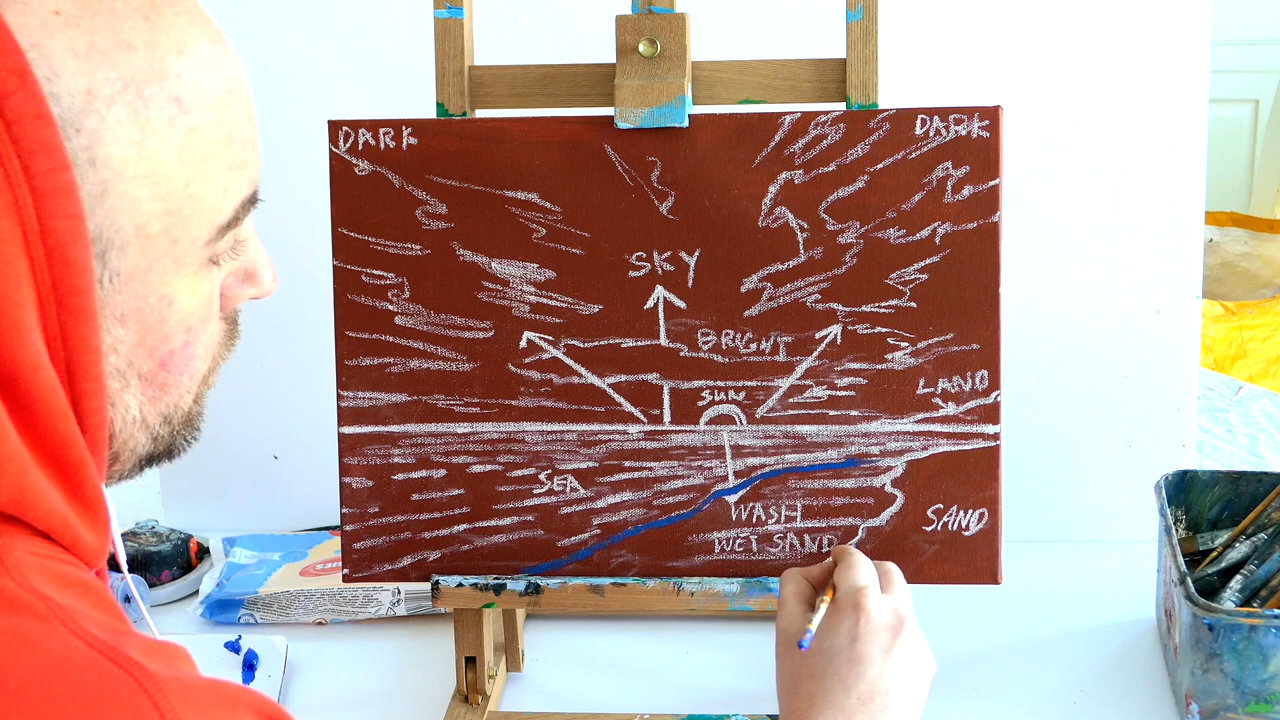 DARK
DARK
SKY
BRIGHT
LAND
SUN
SEA
WASH
WET SAND
SAND